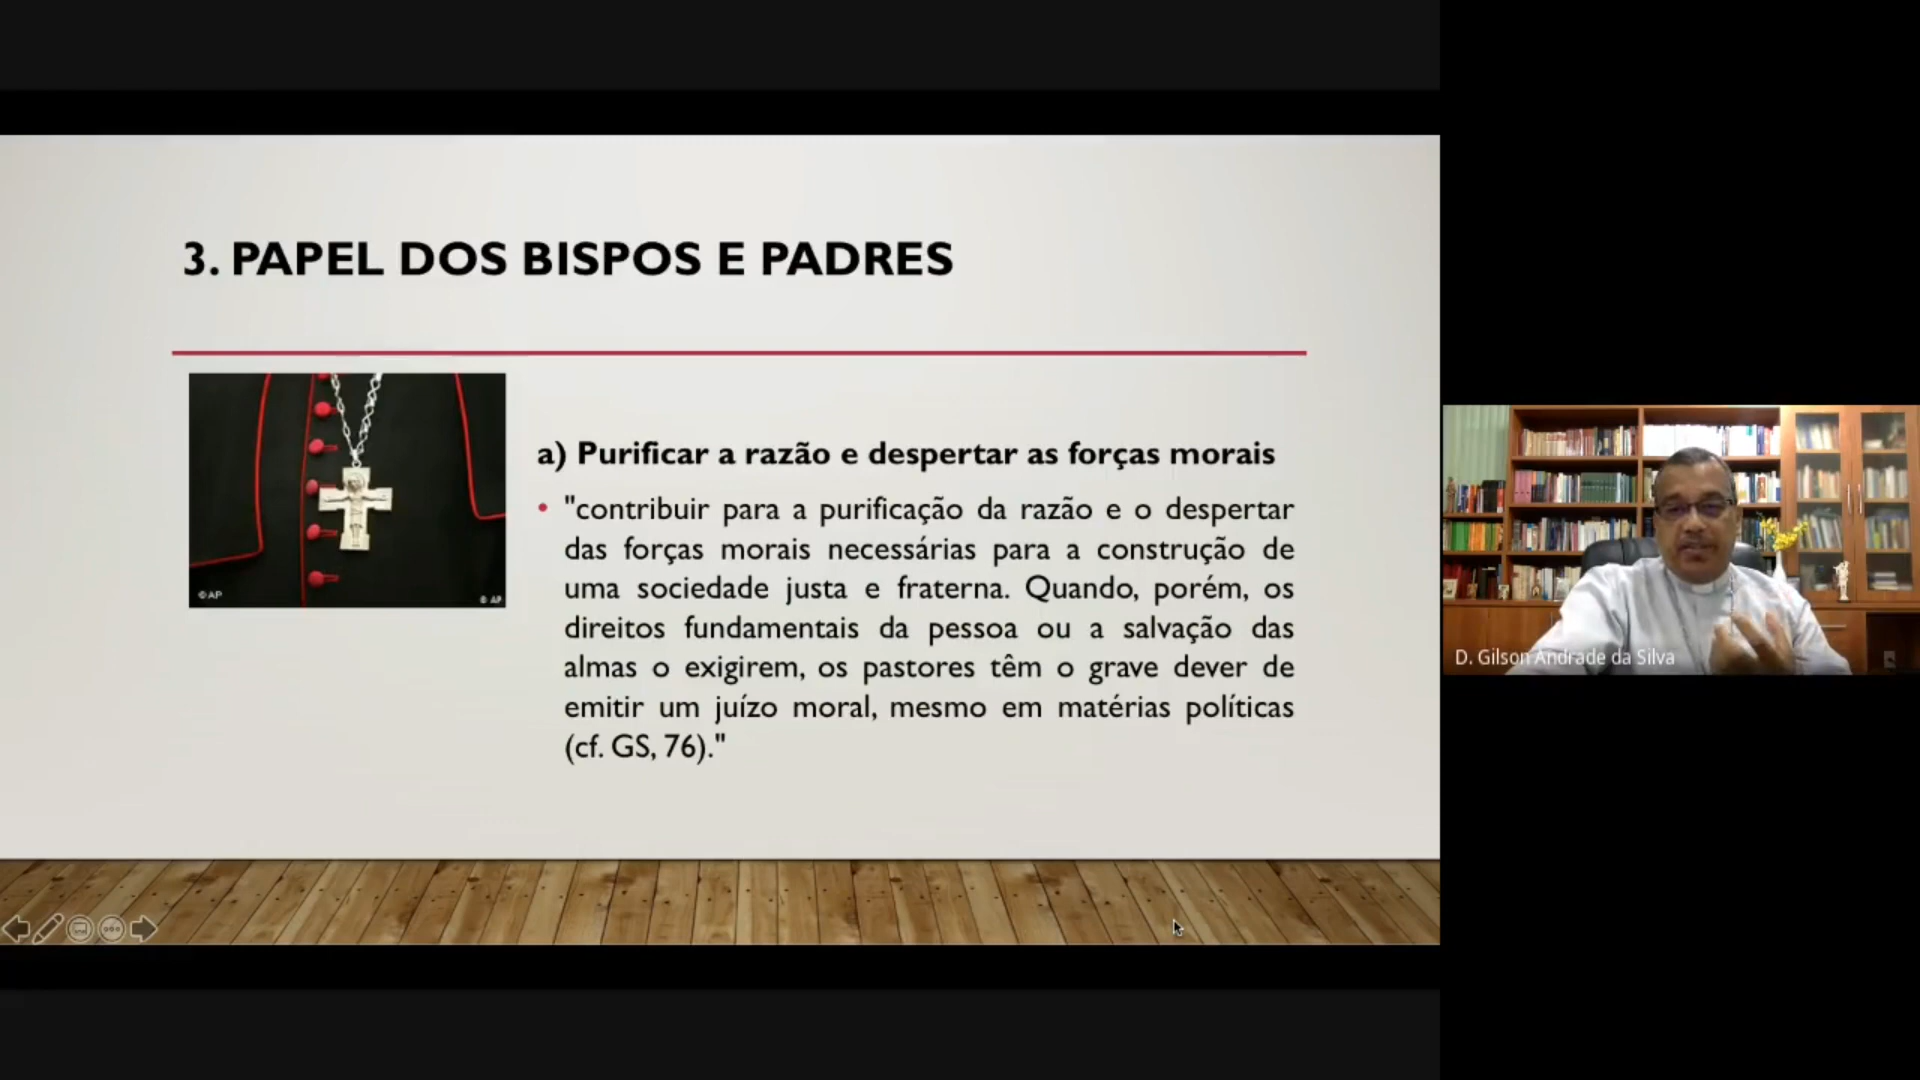 3. PAPEL DOS BISPOS E PADRES
©AP
© AP
a) Purificar a razão e despertar as forças morais
• "contribuir para a purificação da razão e o despertar
das forças morais necessárias para a construção de
uma sociedade justa e fraterna. Quando, porém, os
direitos fundamentais da pessoa ou a salvação das
almas o exigirem, os pastores têm o grave dever de
emitir um juízo moral, mesmo em matérias políticas
(cf. GS, 76)."
D. Gilson Andrade da Silva